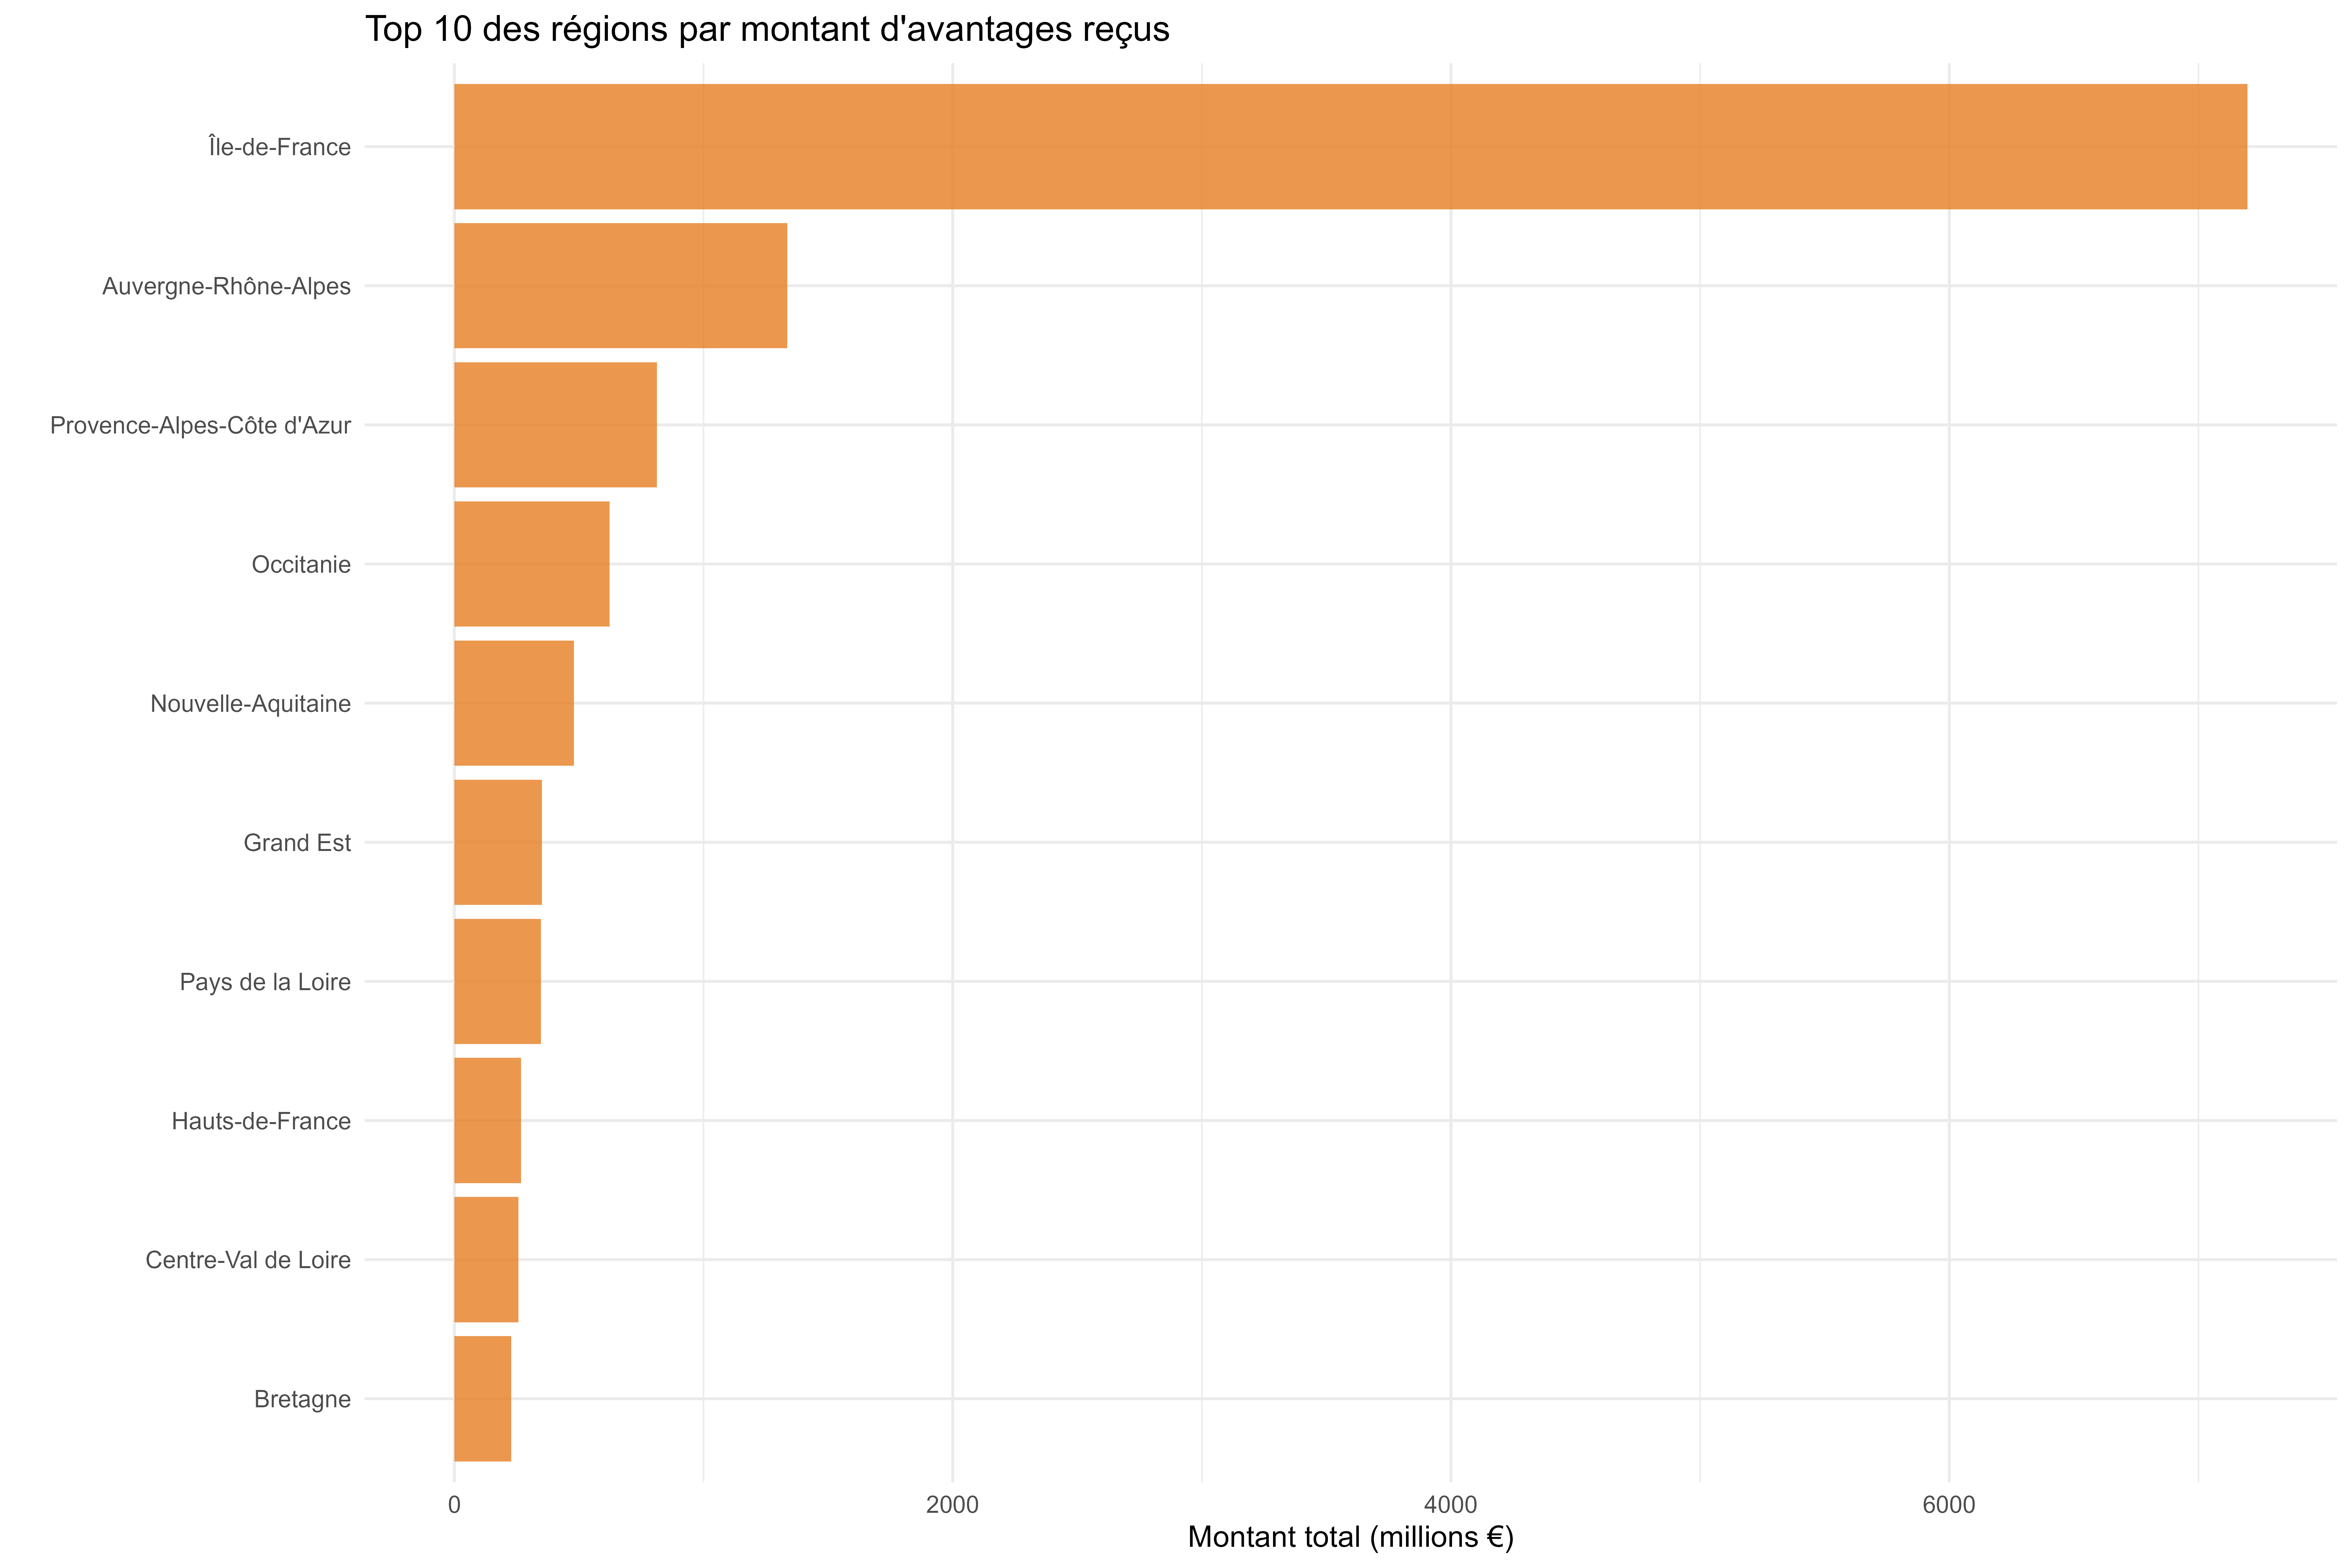 Top 10 des régions par montant d'avantages reçus
Île-de-France
Auvergne-Rhône-Alpes
Provence-Alpes-Côte d'Azur
Occitanie
Nouvelle-Aquitaine
Grand Est
Pays de la Loire
Hauts-de-France
Centre-Val de Loire
Bretagne
0 2000 4000 6000
Montant total (millions €)